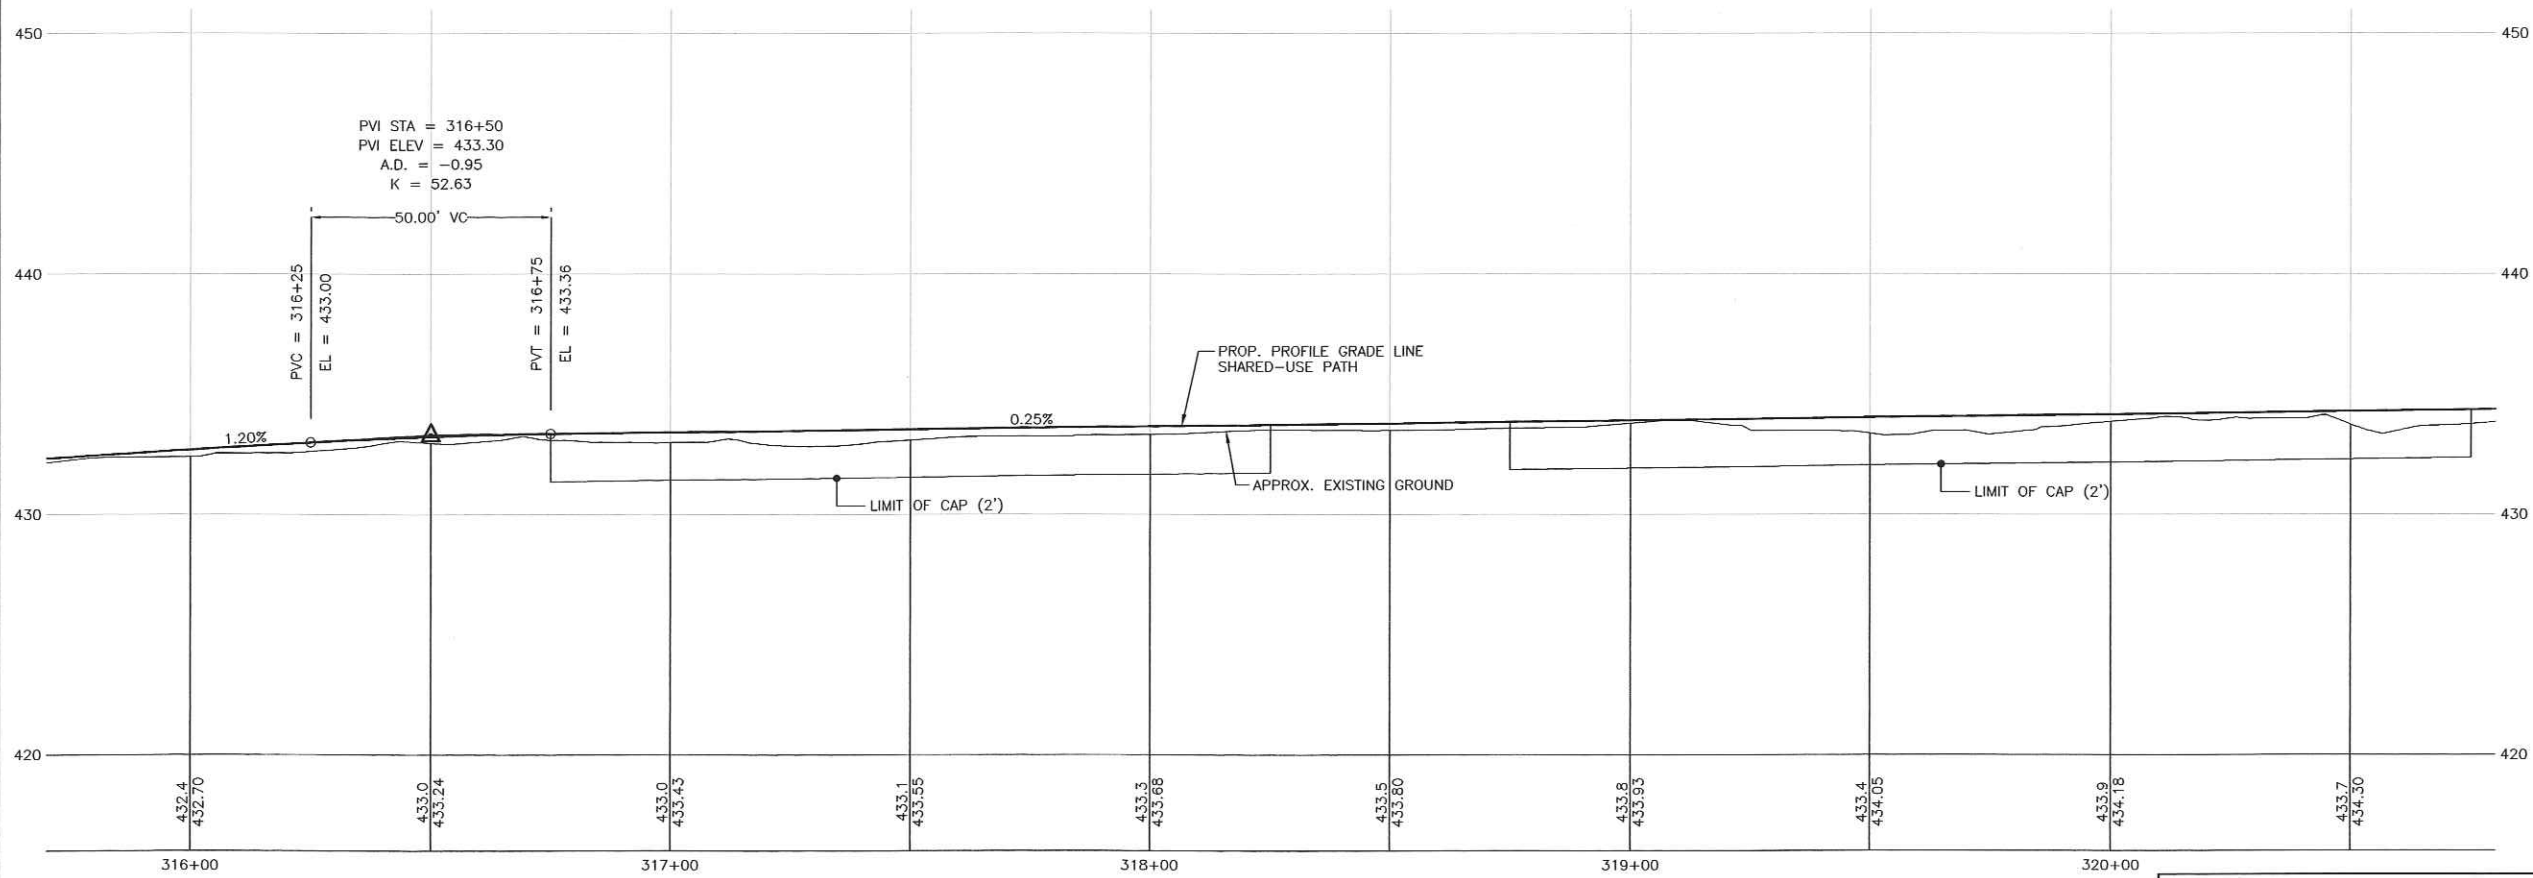 450
450
PVI STA = 316+50
PVI ELEV = 433.30
A.D. = −0.95
K = 52.63
50.00' VC
440
440
PVC = 316+25
EL = 433.00
PVT = 316+75
EL = 433.36
PROP. PROFILE GRADE LINE
SHARED-USE PATH
1.20%
0.25%
APPROX. EXISTING GROUND
LIMIT OF CAP (2')
LIMIT OF CAP (2')
430
430
420
420
432.4
432.70
433.0
433.24
433.0
433.43
433.1
433.55
433.3
433.68
433.5
433.80
433.8
433.93
433.4
434.05
433.9
434.18
433.7
434.30
316+00
317+00
318+00
319+00
320+00